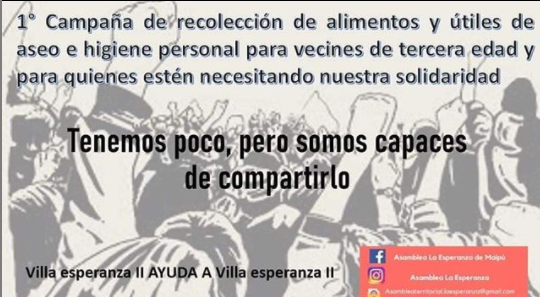 1° Campaña de recolección de alimentos y útiles de
aseo e higiene personal para vecines de tercera edad y
para quienes estén necesitando nuestra solidaridad
Tenemos poco, pero somos capaces
de compartirlo
Villa esperanza II AYUDA A Villa esperanza II
Asamblea La Esperanza de Maipú
Asamblea La Esperanza
Asambleaterritorial.laesperanza@gmail.com